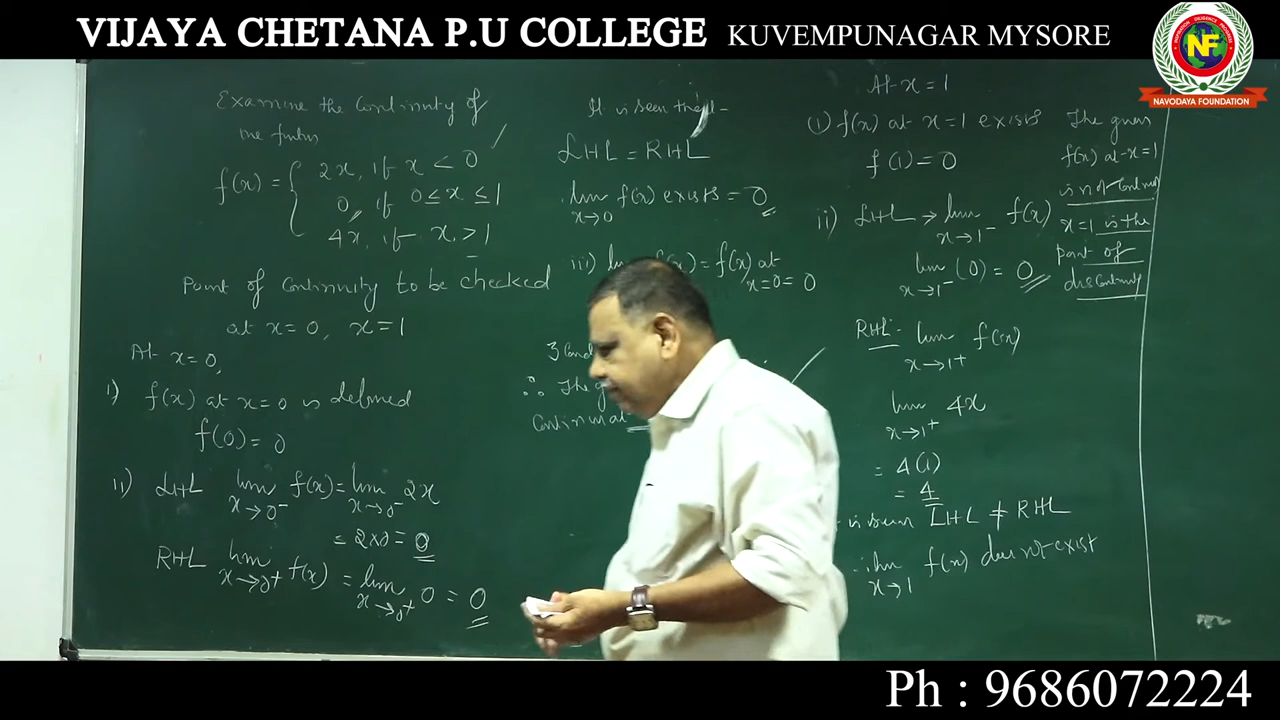 VIJAYA CHETANA P.U COLLEGE KUVEMPUNAGAR MYSORE
NF
NAVODAYA FOUNDATION
Examine the Continuity of
the
f(x) = { 2x, if x < 0
0, if 0 ≤ x ≤ 1
4x, if x > 1
Point of Continuity to be checked
at x = 0, x = 1
At x = 0,
i) f(x) at x = 0 is defined
f(0) = 0
ii) LHL lim x→0⁻ f(x) = lim x→0⁻ 2x
= 2×0 = 0
RHL lim x→0⁺ f(x) = lim x→0⁺ 0 = 0
It is seen that
LHL = RHL
lim x→0 f(x) exists = 0
iii) f(x) = f(x) at
x=0 = 0
3 Cond
∴ The g
at
At x = 1
(i) f(x) at x = 1 exists
f(1) = 0
ii) LHL → lim x→1⁻ f(x)
lim x→1⁻ (0) = 0
RHL:- lim x→1⁺ f(x)
lim x→1⁺ 4x
= 4(1)
= 4
is seen LHL ≠ RHL
lim x→1 f(x) does not exist
The given
f(x) at x = 1
is not
x = 1 is the
point of
discontinuity
Ph : 9686072224